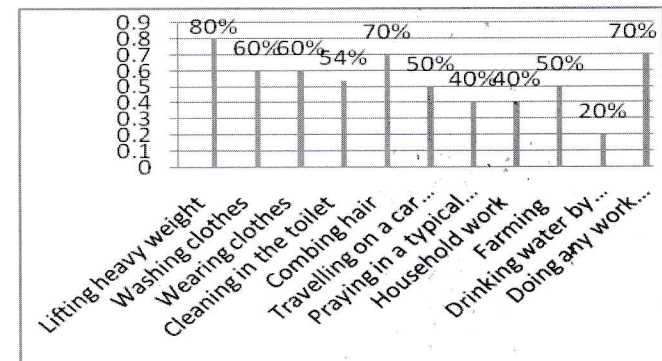 0.9
0.8
0.7
0.6
0.5
0.4
0.3
0.2
0.1
0
80%
60%
60%
54%
70%
50%
40%
40%
50%
20%
70%
Lifting heavy weight
Washing clothes
Wearing clothes
Cleaning in the toilet
Combing hair
Travelling on a car...
Praying in a typical...
Household work
Farming
Drinking water by...
Doing any work...